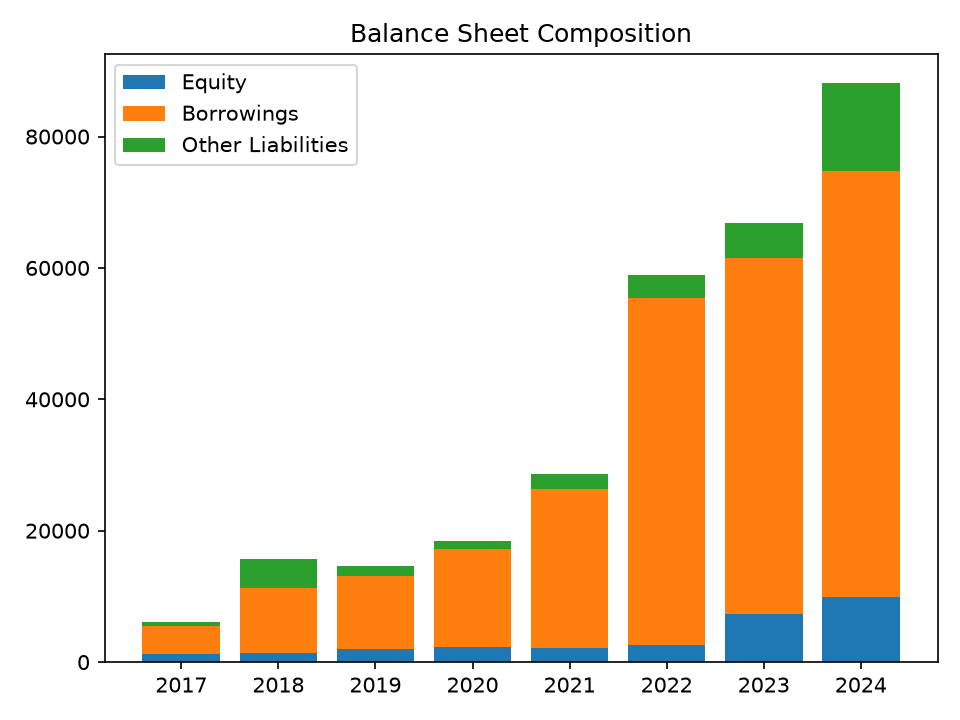 Balance Sheet Composition
Equity
Borrowings
Other Liabilities
80000
60000
40000
20000
0
2017 2018 2019 2020 2021 2022 2023 2024